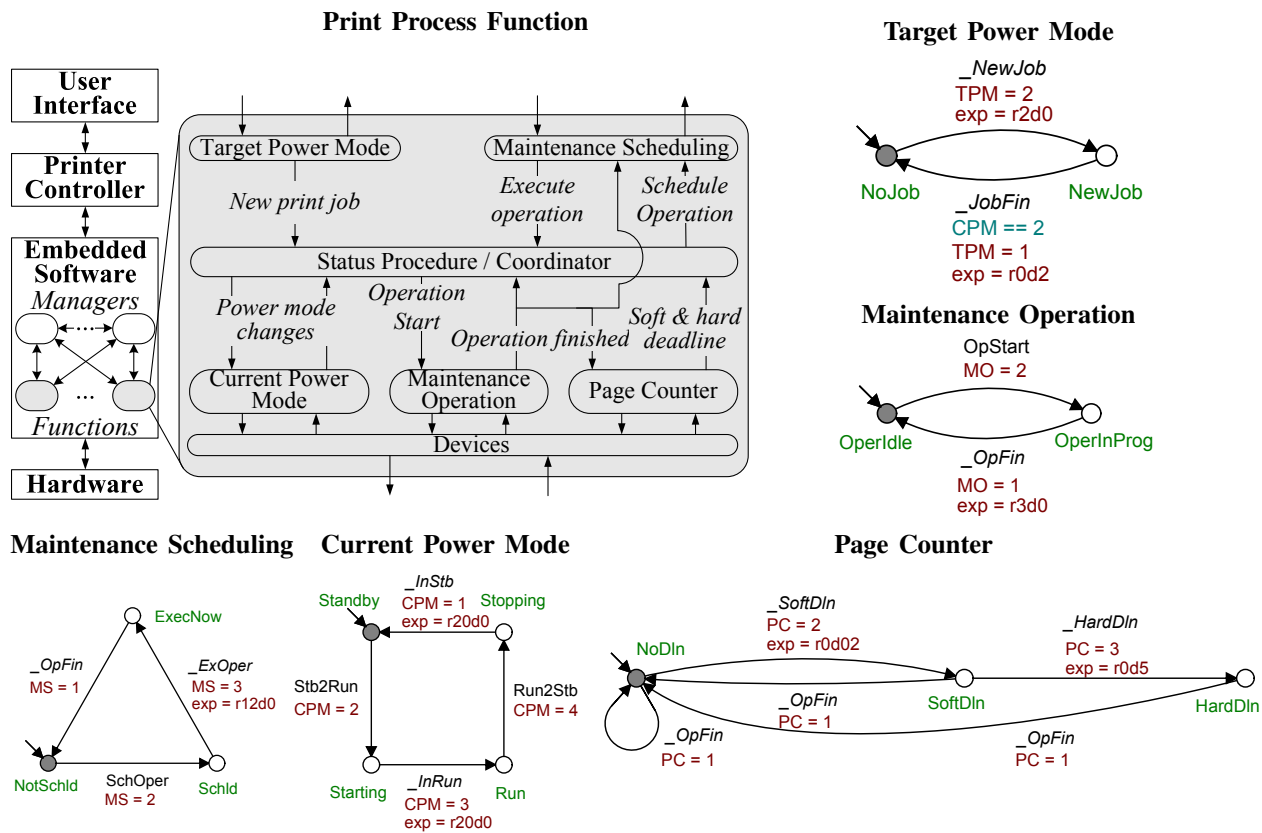 Print Process Function
User
Interface
Printer
Controller
Embedded
Software
Managers
...
...
Functions
Hardware
Target Power Mode
Maintenance Scheduling
New print job
Execute
operation
Schedule
Operation
Status Procedure / Coordinator
Power mode
changes
Operation
Start
Operation finished
Soft & hard
deadline
Current Power
Mode
Maintenance
Operation
Page Counter
Devices
Target Power Mode
_NewJob
TPM = 2
exp = r2d0
NoJob
NewJob
_JobFin
CPM == 2
TPM = 1
exp = r0d2
Maintenance Operation
OpStart
MO = 2
OperIdle
OperInProg
_OpFin
MO = 1
exp = r3d0
Maintenance Scheduling
ExecNow
_OpFin
MS = 1
_ExOper
MS = 3
exp = r12d0
NotSchld
SchOper
MS = 2
Schld
Current Power Mode
Standby
_InStb
CPM = 1
exp = r20d0
Stopping
Stb2Run
CPM = 2
Run2Stb
CPM = 4
Starting
_InRun
CPM = 3
exp = r20d0
Run
Page Counter
NoDln
_SoftDln
PC = 2
exp = r0d02
_HardDln
PC = 3
exp = r0d5
_OpFin
PC = 1
SoftDln
HardDln
_OpFin
PC = 1
_OpFin
PC = 1